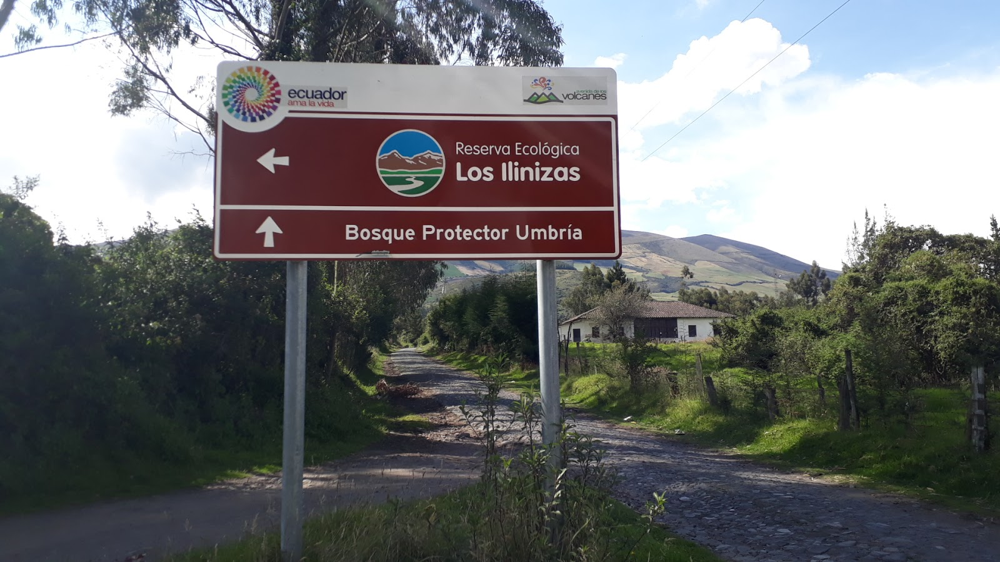 ecuador
ama la vida
avenida de los
volcanes
Reserva Ecológica
Los Ilinizas
Bosque Protector Umbría